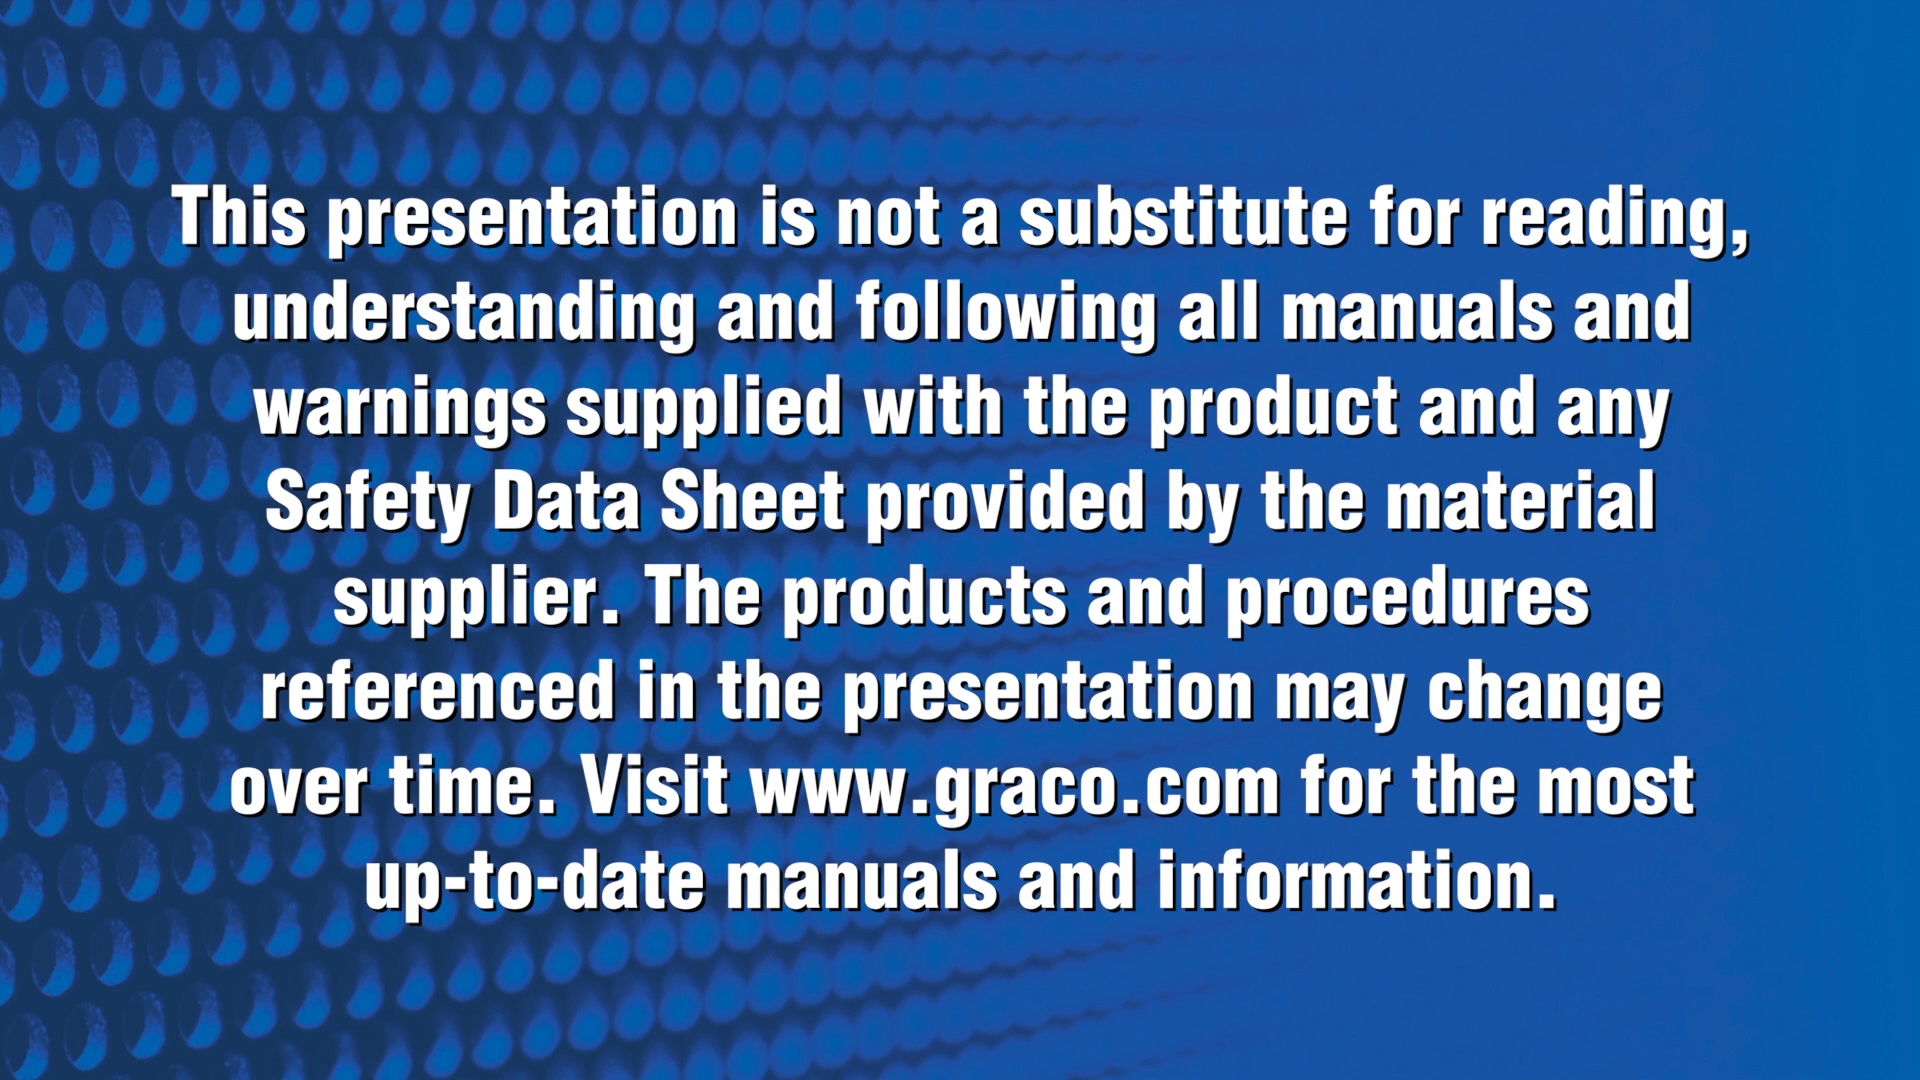 This presentation is not a substitute for reading,
understanding and following all manuals and
warnings supplied with the product and any
Safety Data Sheet provided by the material
supplier. The products and procedures
referenced in the presentation may change
over time. Visit www.graco.com for the most
up-to-date manuals and information.